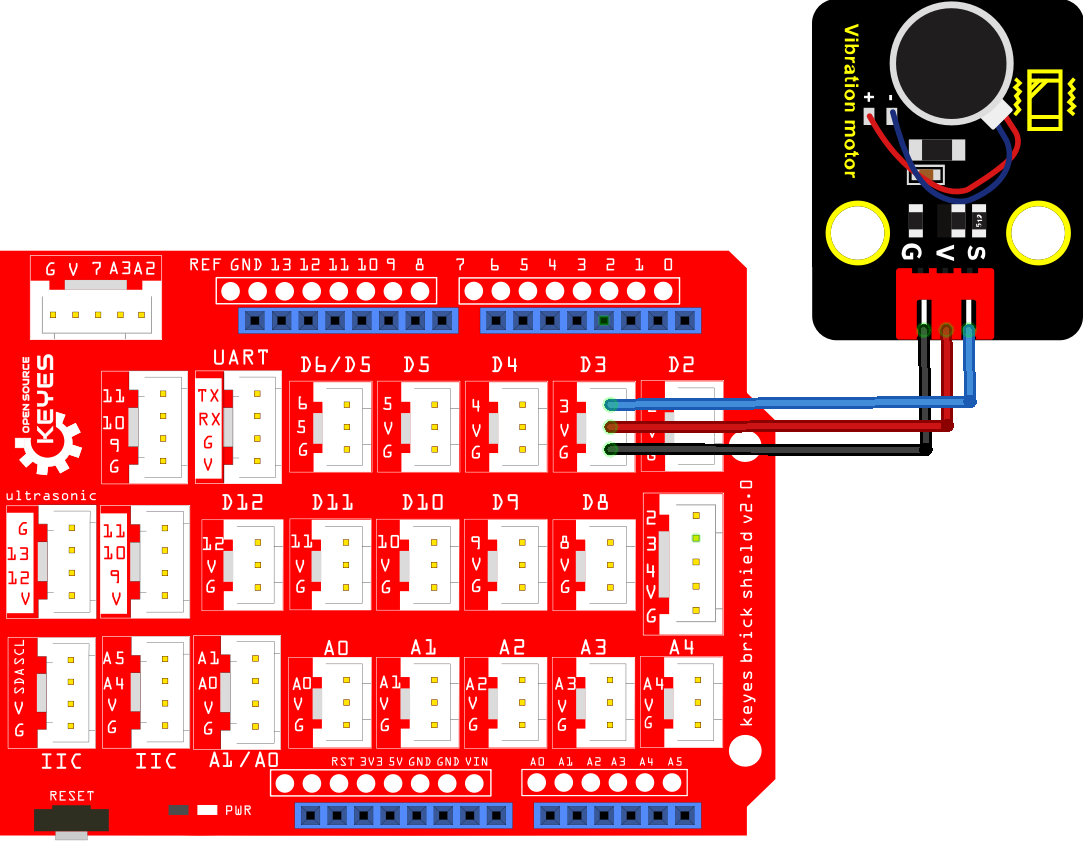 Vibration motor
+ -
G V S
G V 7 A3 A2
REF GND 13 12 11 10 9 8 7 6 5 4 3 2 1 0
OPEN SOURCE
KEYES
UART
D6/D5
D5
D4
D3
D2
11
10
9
G
TX
RX
G
V
6
5
G
5
V
G
4
V
G
3
V
G
V
G
ultrasonic
G
13
12
V
11
10
9
V
D12
D11
D10
D9
D8
12
V
G
11
V
G
10
V
G
9
V
G
8
V
G
2
3
4
V
G
keyes brick shield v2.0
SCL
SDA
V
G
IIC
A5
A4
V
G
IIC
A1
A0
V
G
A1/A0
A0
A1
A2
A3
A4
A0
V
G
A1
V
G
A2
V
G
A3
V
G
A4
V
G
RST 3V3 5V GND GND VIN
A0 A1 A2 A3 A4 A5
RESET
PWR